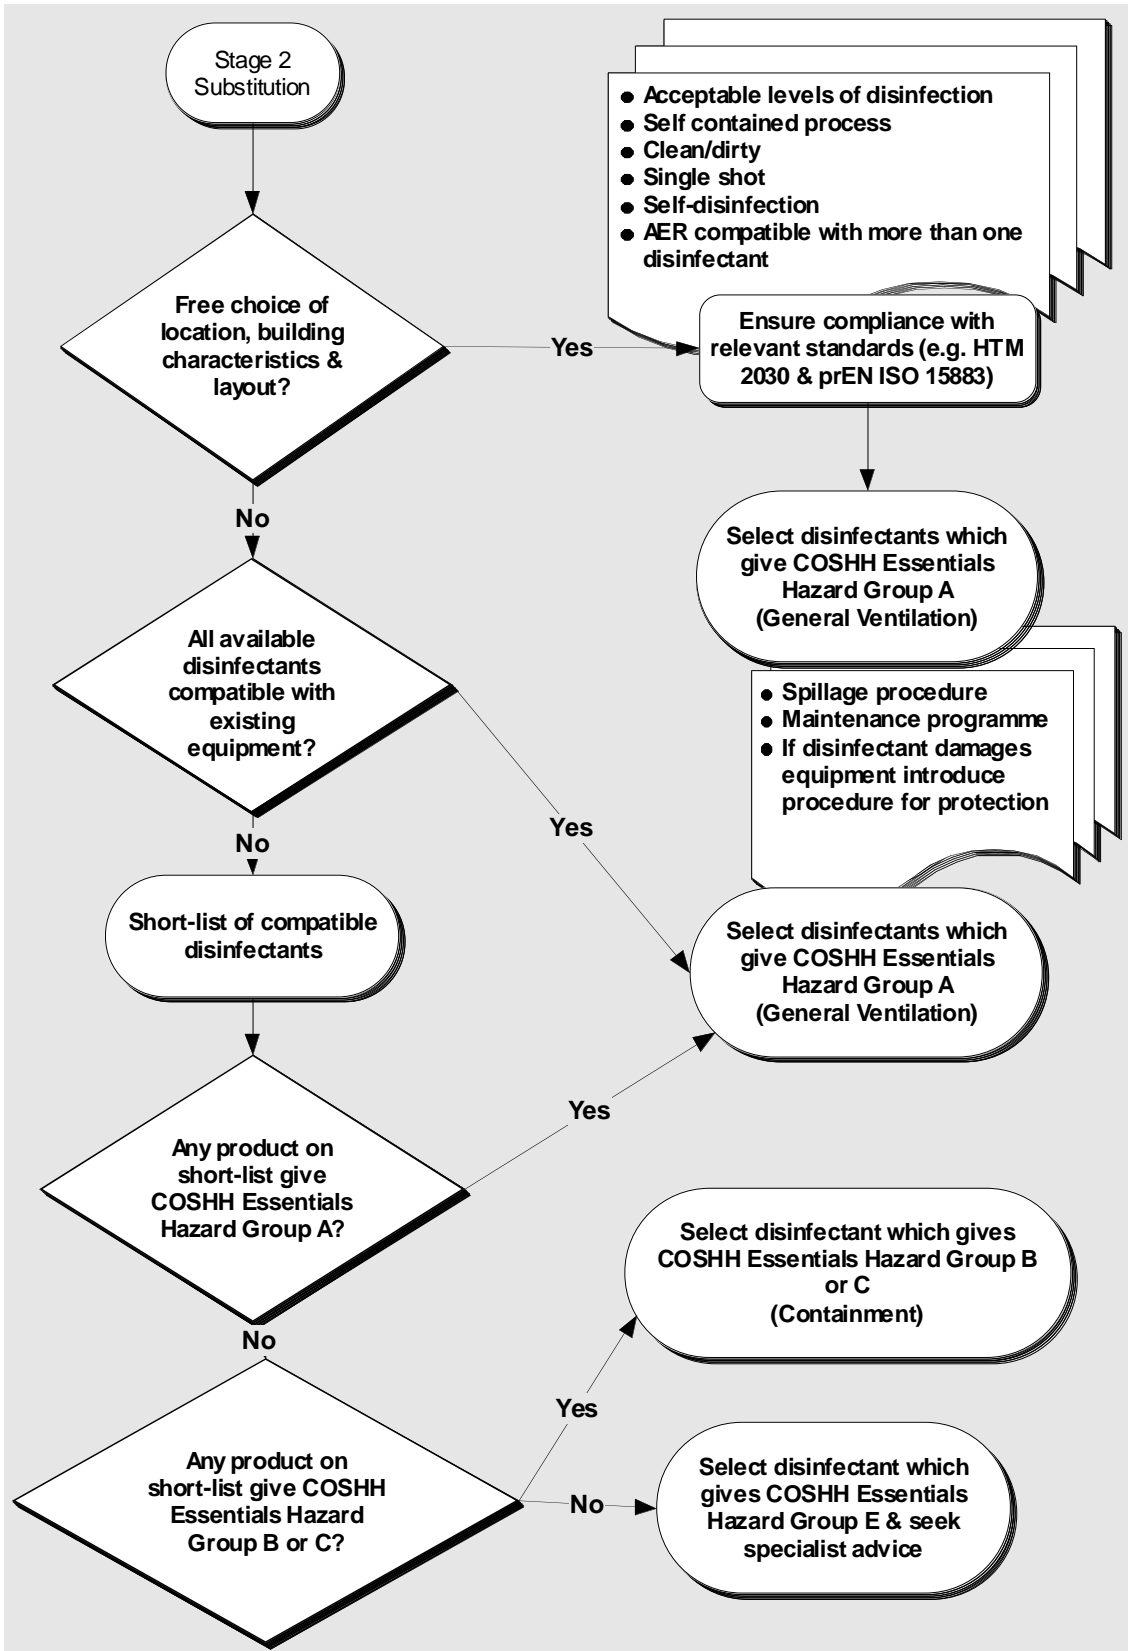 Stage 2
Substitution
● Acceptable levels of disinfection
● Self contained process
● Clean/dirty
● Single shot
● Self-disinfection
● AER compatible with more than one
disinfectant
Free choice of
location, building
characteristics &
layout?
Yes
Ensure compliance with
relevant standards (e.g. HTM
2030 & prEN ISO 15883)
No
Select disinfectants which
give COSHH Essentials
Hazard Group A
(General Ventilation)
All available
disinfectants
compatible with
existing
equipment?
● Spillage procedure
● Maintenance programme
● If disinfectant damages
equipment introduce
procedure for protection
Yes
No
Short-list of compatible
disinfectants
Select disinfectants which
give COSHH Essentials
Hazard Group A
(General Ventilation)
Yes
Any product on
short-list give
COSHH Essentials
Hazard Group A?
Select disinfectant which gives
COSHH Essentials Hazard Group B
or C
(Containment)
No
Yes
Any product on
short-list give COSHH
Essentials Hazard
Group B or C?
No
Select disinfectant which
gives COSHH Essentials
Hazard Group E & seek
specialist advice